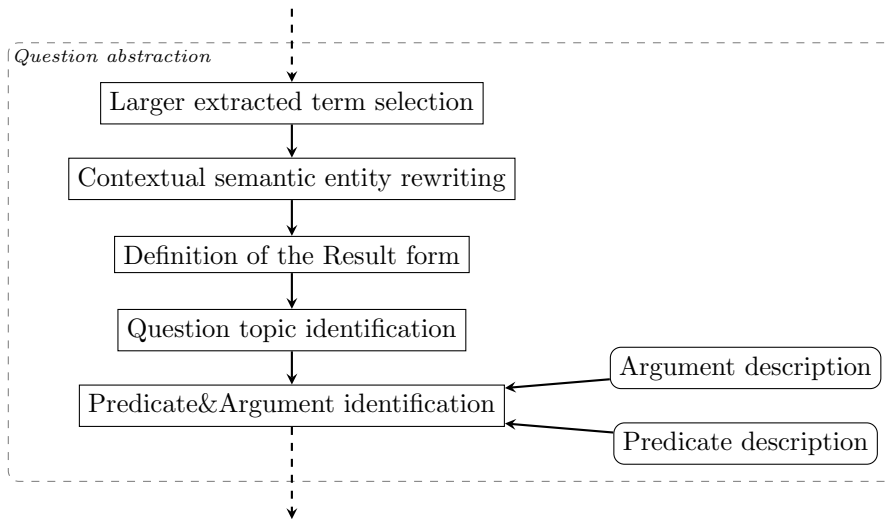 Question abstraction
Larger extracted term selection
Contextual semantic entity rewriting
Definition of the Result form
Question topic identification
Argument description
Predicate&Argument identification
Predicate description